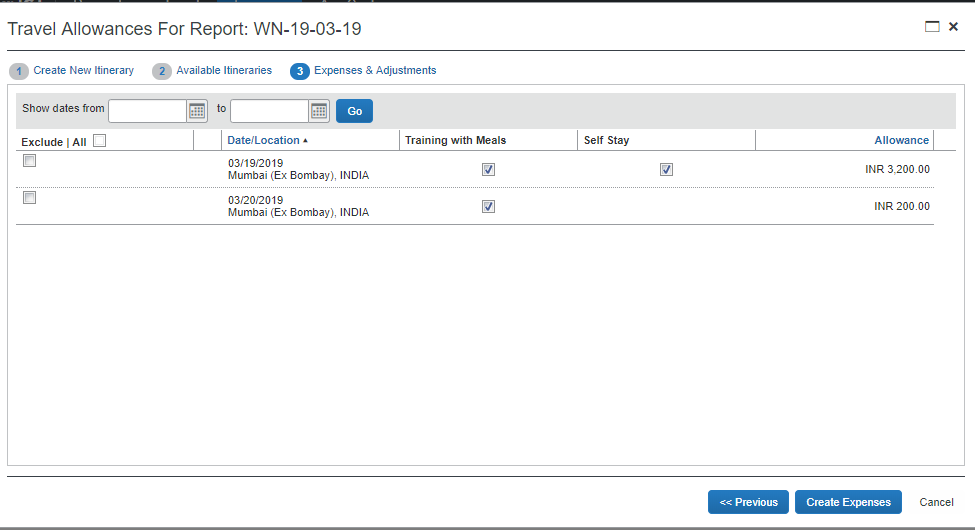 Travel Allowances For Report: WN-19-03-19
1 Create New Itinerary 2 Available Itineraries 3 Expenses & Adjustments
Show dates from to Go
Exclude | All Date/Location Training with Meals Self Stay Allowance
03/19/2019
Mumbai (Ex Bombay), INDIA INR 3,200.00
03/20/2019
Mumbai (Ex Bombay), INDIA INR 200.00
<< Previous Create Expenses Cancel